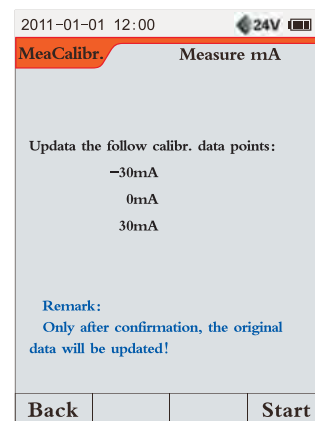 2011-01-01 12:00 24V
MeaCalibr. Measure mA
Updata the follow calibr. data points:
−30mA
0mA
30mA
Remark:
Only after confirmation, the original
data will be updated!
Back Start